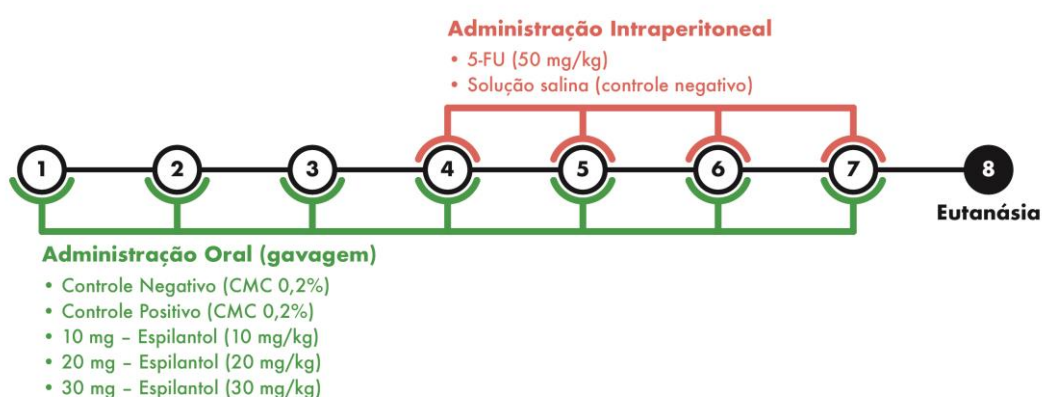 Administração Intraperitoneal
• 5-FU (50 mg/kg)
• Solução salina (controle negativo)
1 2 3 4 5 6 7 8
Eutanásia
Administração Oral (gavagem)
• Controle Negativo (CMC 0,2%)
• Controle Positivo (CMC 0,2%)
• 10 mg – Espilantol (10 mg/kg)
• 20 mg – Espilantol (20 mg/kg)
• 30 mg – Espilantol (30 mg/kg)